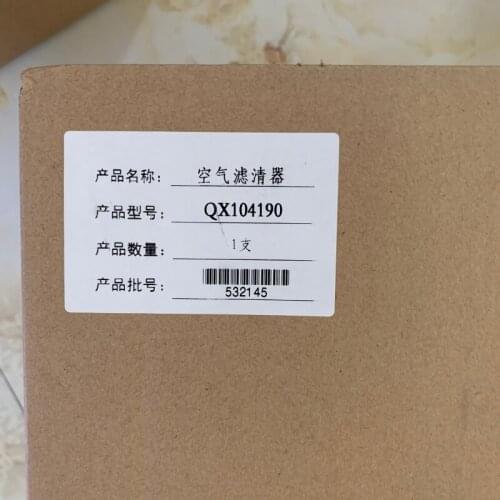 产品名称： 空气滤清器
产品型号： QX104190
产品数量： 1支
产品批号：
532145